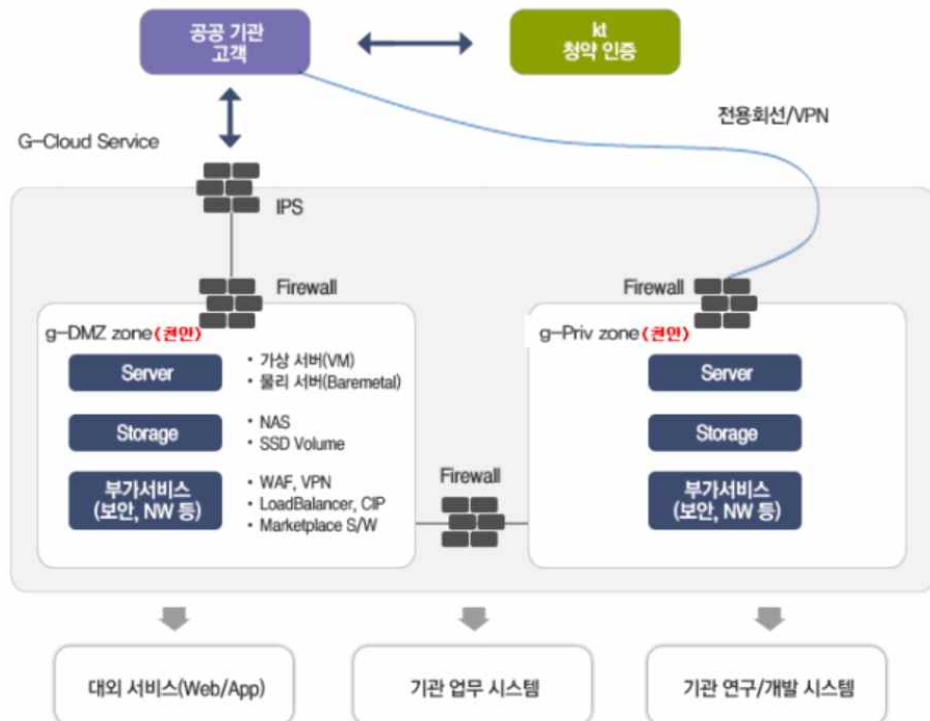 공공 기관
고객
kt
청약 인증
전용회선/VPN
G-Cloud Service
IPS
Firewall
Firewall
g-DMZ zone(천안)
g-Priv zone(천안)
Server
• 가상 서버(VM)
• 물리 서버(Baremetal)
Server
Storage
• NAS
• SSD Volume
Storage
부가서비스
(보안, NW 등)
• WAF, VPN
• LoadBalancer, CIP
• Marketplace S/W
Firewall
부가서비스
(보안, NW 등)
대외 서비스(Web/App)
기관 업무 시스템
기관 연구/개발 시스템